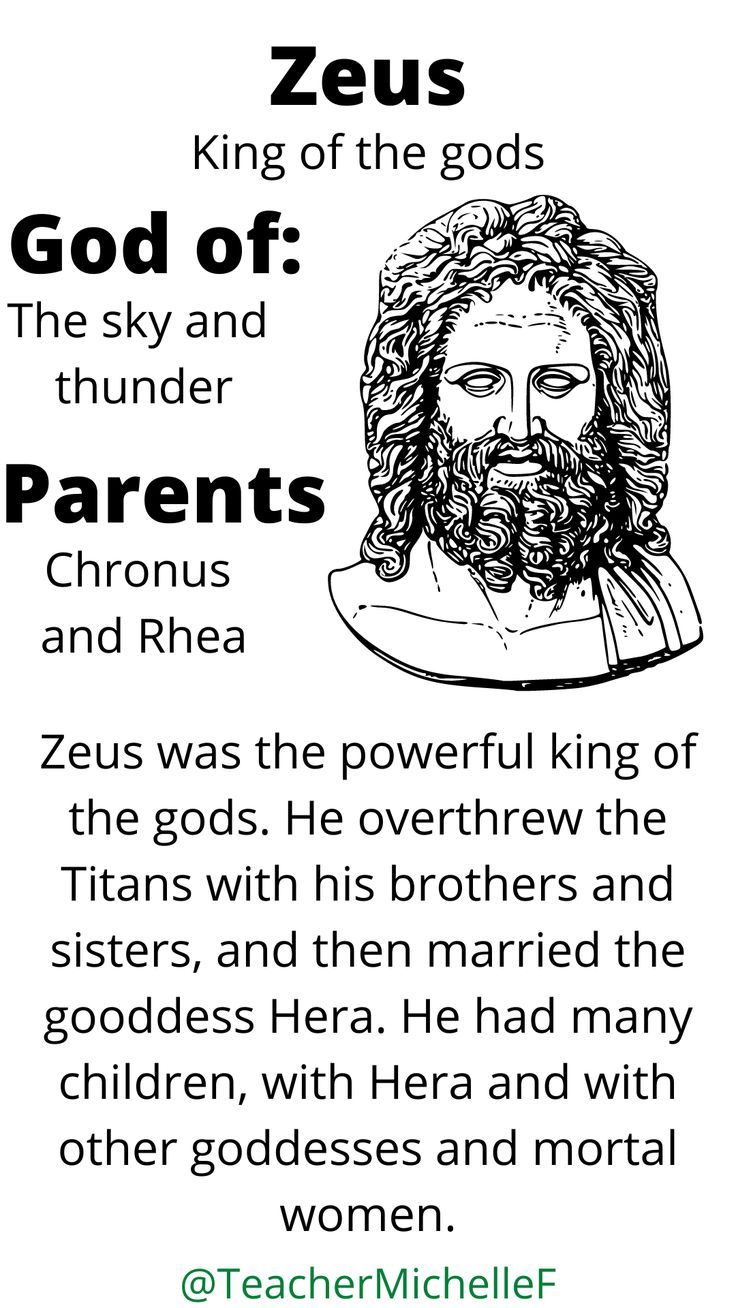 Zeus
King of the gods
God of:
The sky and
thunder
Parents
Chronus
and Rhea
Zeus was the powerful king of
the gods. He overthrew the
Titans with his brothers and
sisters, and then married the
gooddess Hera. He had many
children, with Hera and with
other goddesses and mortal
women.
@TeacherMichelleF